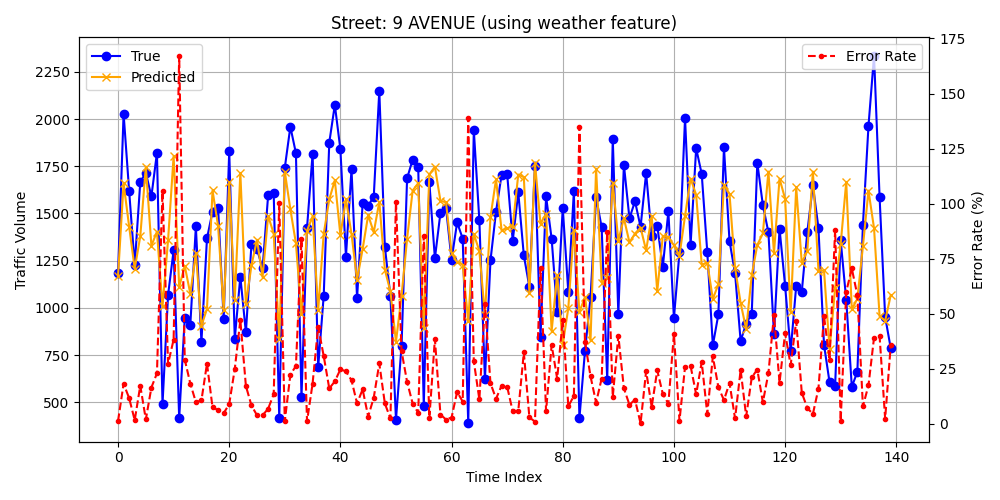 Street: 9 AVENUE (using weather feature)
True
Predicted
Error Rate
Traffic Volume
2250
2000
1750
1500
1250
1000
750
500
175
150
125
100
75
50
25
0
Error Rate (%)
0 20 40 60 80 100 120 140
Time Index